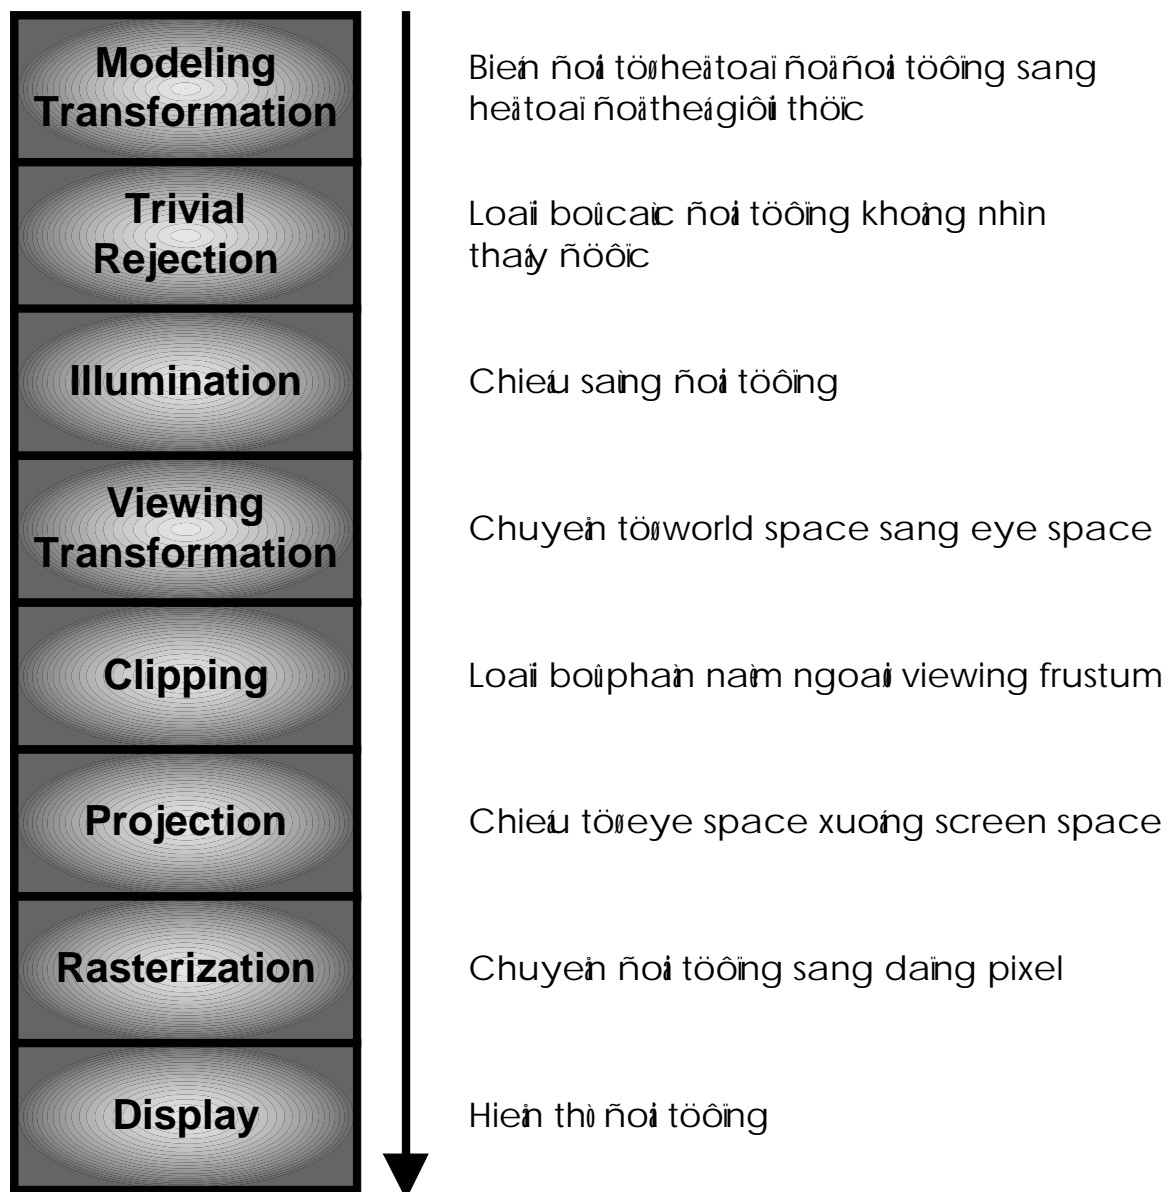 Modeling
Transformation
Bieán ñoåi töø heä toaï ñoä ñoái töôïng sang
heä toaï ñoä theá giôùi thöïc
Trivial
Rejection
Loaïi boû caùc ñoái töôïng khoâng nhìn
thaáy ñöôïc
Illumination
Chieáu saùng ñoái töôïng
Viewing
Transformation
Chuyeån töø world space sang eye space
Clipping
Loaïi boû phaàn naèm ngoaøi viewing frustum
Projection
Chieáu töø eye space xuoáng screen space
Rasterization
Chuyeån ñoái töôïng sang daïng pixel
Display
Hieån thò ñoái töôïng